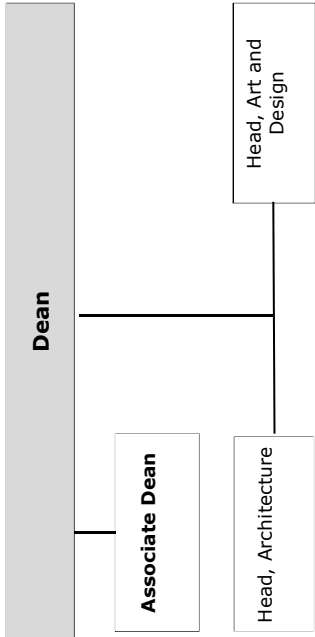 Dean
Associate Dean
Head, Architecture
Head, Art and
Design